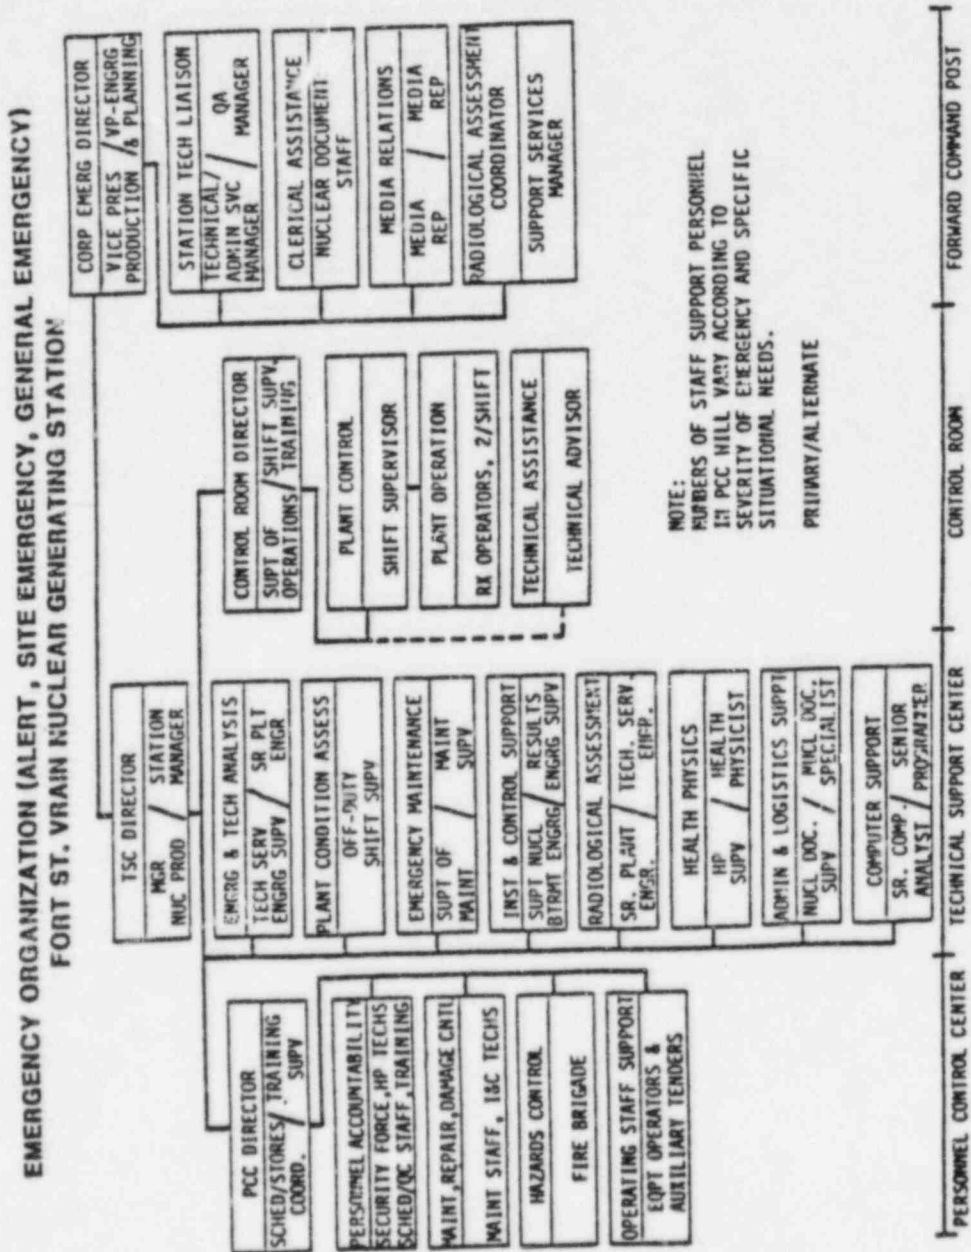 EMERGENCY ORGANIZATION (ALERT, SITE EMERGENCY, GENERAL EMERGENCY)
FORT ST. VRAIN NUCLEAR GENERATING STATION
CORP EMERG DIRECTOR
VICE PRES / VP-ENGRG
PRODUCTION / & PLANNING
STATION TECH LIAISON
TECHNICAL / QA
ADMIN SVC / MANAGER
MANAGER
CLERICAL ASSISTANCE
NUCLEAR DOCUMENT
STAFF
MEDIA RELATIONS
MEDIA / MEDIA
REP / REP
RADIOLOGICAL ASSESSMENT
COORDINATOR
SUPPORT SERVICES
MANAGER
FORWARD COMMAND POST
CONTROL ROOM DIRECTOR
SUPT OF / SHIFT SUPV,
OPERATIONS / TRAINING
PLANT CONTROL
SHIFT SUPERVISOR
PLANT OPERATION
RX OPERATORS, 2/SHIFT
TECHNICAL ASSISTANCE
TECHNICAL ADVISOR
NOTE:
NUMBERS OF STAFF SUPPORT PERSONNEL
IN PCC WILL VARY ACCORDING TO
SEVERITY OF EMERGENCY AND SPECIFIC
SITUATIONAL NEEDS.
PRIMARY/ALTERNATE
CONTROL ROOM
TSC DIRECTOR
MGR / STATION
NUC PROD / MANAGER
ENGRG & TECH ANALYSIS
TECH SERV / SR PLT
ENGRG SUPV / ENGR
PLANT CONDITION ASSESS
OFF-DUTY
SHIFT SUPV
EMERGENCY MAINTENANCE
SUPT OF / MAINT
MAINT / SUPV
INST & CONTROL SUPPORT
SUPT NUCL / RESULTS
BTRMT ENGRG / ENGRG SUPV
RADIOLOGICAL ASSESSMENT
SR. PLANT / TECH. SERV.
ENGR.
HEALTH PHYSICS
HP / HEALTH
SUPV / PHYSICIST
ADMIN & LOGISTICS SUPPT
NUCL DOC. / NUCL DOC.
SUPV / SPECIALIST
COMPUTER SUPPORT
SR. COMP. / SENIOR
ANALYST / PROGRAMMER
TECHNICAL SUPPORT CENTER
PCC DIRECTOR
SCHED/STORES / TRAINING
COORD. / SUPV
PERSONNEL ACCOUNTABILITY
SECURITY FORCE, HP TECHS
SCHED/QC STAFF, TRAINING
MAINT, REPAIR, DAMAGE CNTL
MAINT STAFF, I&C TECHS
HAZARDS CONTROL
FIRE BRIGADE
OPERATING STAFF SUPPORT
EQPT OPERATORS &
AUXILIARY TENDERS
PERSONNEL CONTROL CENTER